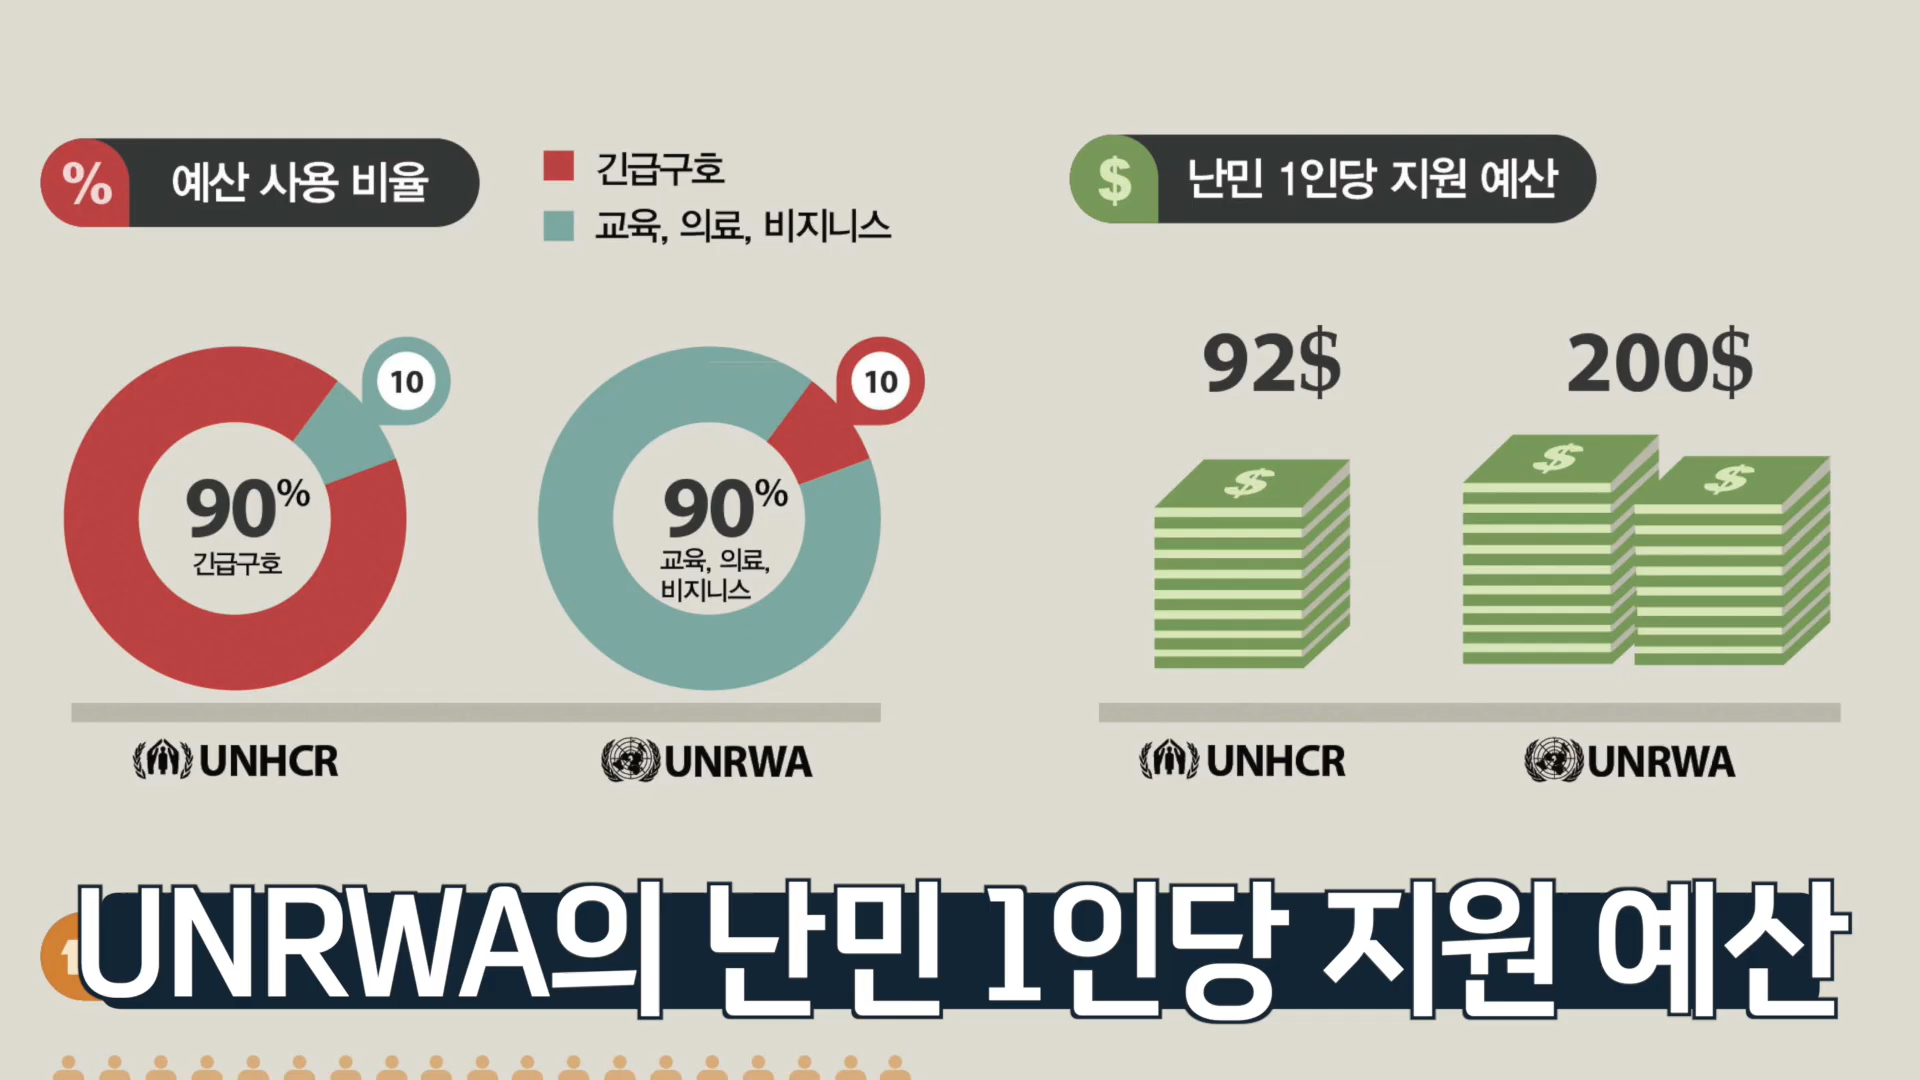 % 예산 사용 비율
긴급구호
교육, 의료, 비지니스
10
90%
긴급구호
10
90%
교육, 의료,
비지니스
UNHCR
UNRWA
$ 난민 1인당 지원 예산
92$
200$
$
$
$
UNHCR
UNRWA
UNRWA의 난민 1인당 지원 예산